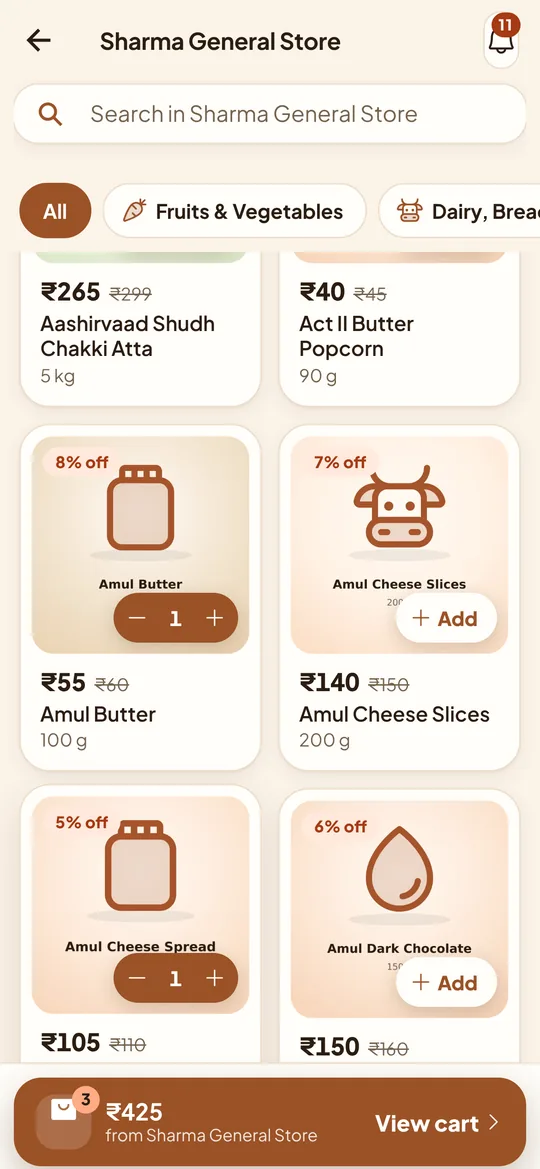 Sharma General Store
11
Search in Sharma General Store
All
Fruits & Vegetables
Dairy, Brea
₹265 ₹299
Aashirvaad Shudh
Chakki Atta
5 kg
₹40 ₹45
Act II Butter
Popcorn
90 g
8% off
Amul Butter
1
₹55 ₹60
Amul Butter
100 g
7% off
Amul Cheese Slices
200
Add
₹140 ₹150
Amul Cheese Slices
200 g
5% off
Amul Cheese Spread
1
₹105 ₹110
6% off
Amul Dark Chocolate
150
Add
₹150 ₹160
3
₹425
from Sharma General Store
View cart